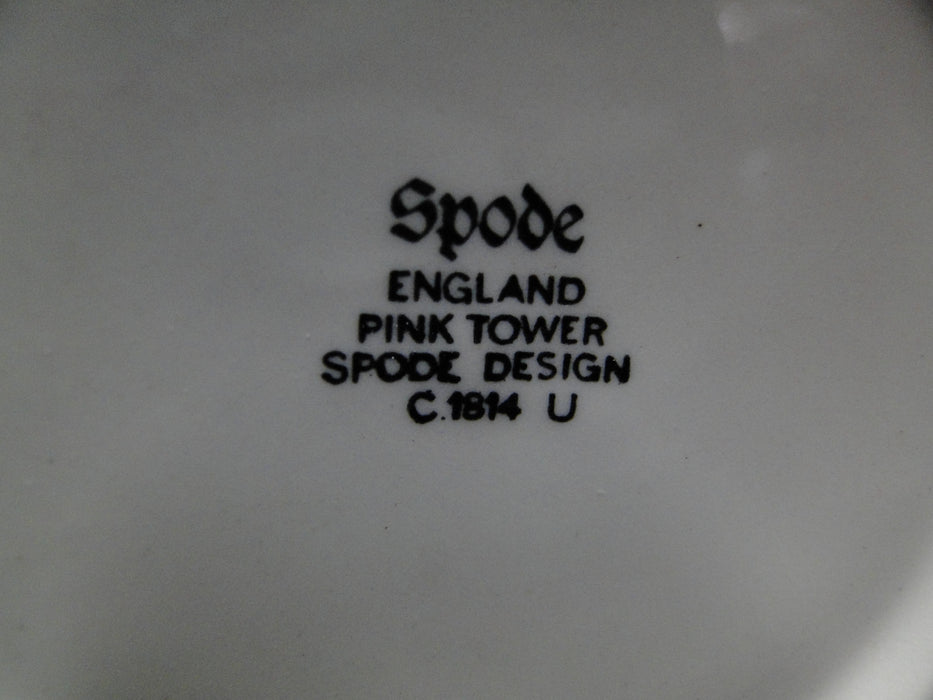 Spode
ENGLAND
PINK TOWER
SPODE DESIGN
C.1814 U